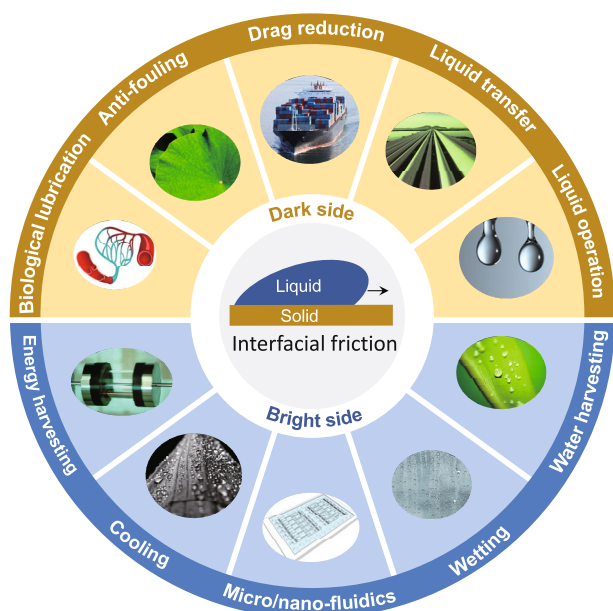 Drag reduction
Anti-fouling
Liquid transfer
Biological lubrication
Liquid operation
Dark side
Liquid
Solid
Interfacial friction
Bright side
Energy harvesting
Water harvesting
Cooling
Wetting
Micro/nano-fluidics